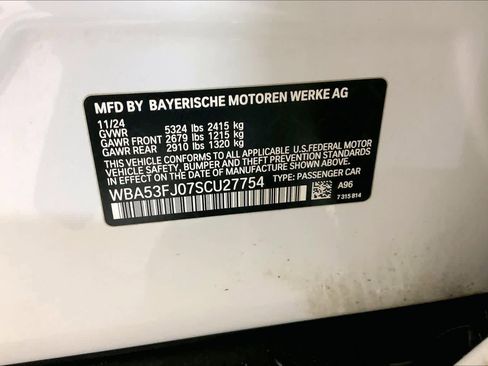 MFD BY BAYERISCHE MOTOREN WERKE AG
11/24
GVWR 5324 lbs 2415 kg
GAWR FRONT 2679 lbs 1215 kg
GAWR REAR 2910 lbs 1320 kg
THIS VEHICLE CONFORMS TO ALL APPLICABLE U.S.FEDERAL MOTOR
VEHICLE SAFETY, BUMPER, AND THEFT PREVENTION STANDARDS IN
EFFECT ON THE DATE OF MANUFACTURE SHOWN ABOVE.
WBA53FJ07SCU27754 TYPE: PASSENGER CAR
A96
7 315 814